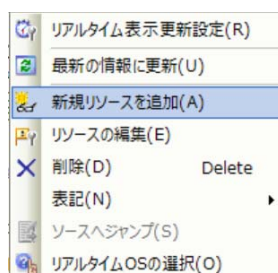 リアルタイム表示更新設定(R)
最新の情報に更新(U)
新規リソースを追加(A)
リソースの編集(E)
削除(D) Delete
表記(N)
ソースへジャンプ(S)
リアルタイムOSの選択(O)